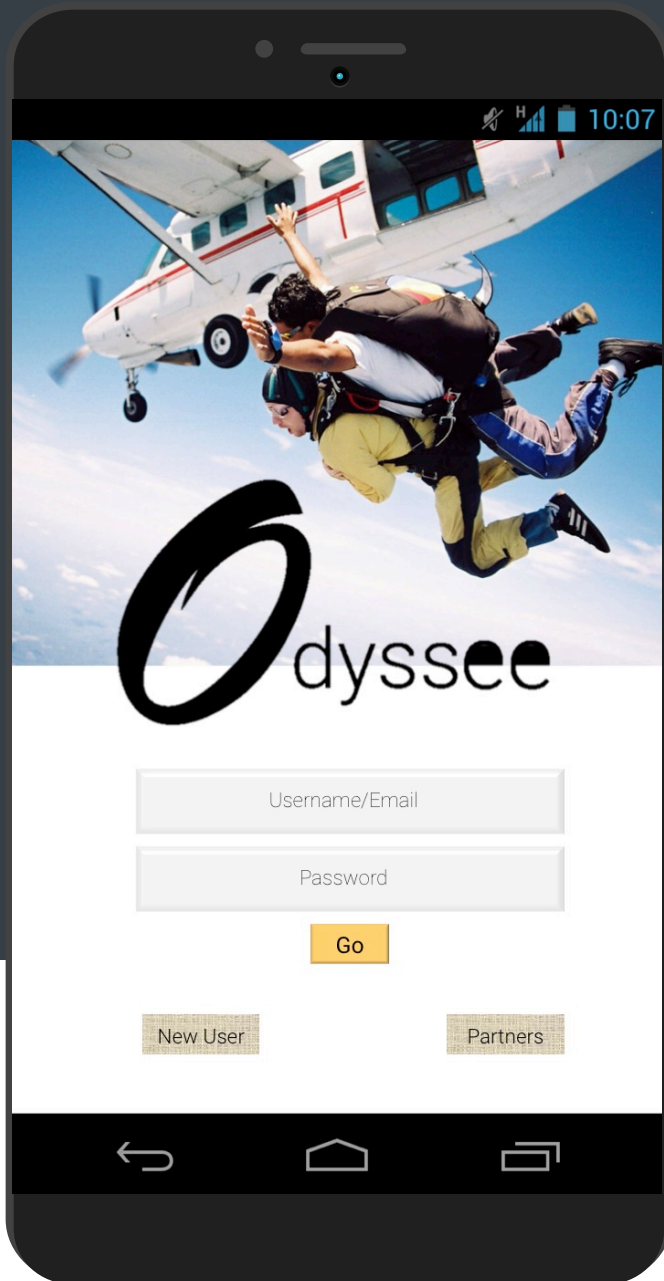 H 10:07
Odyssee
Username/Email
Password
Go
New User Partners